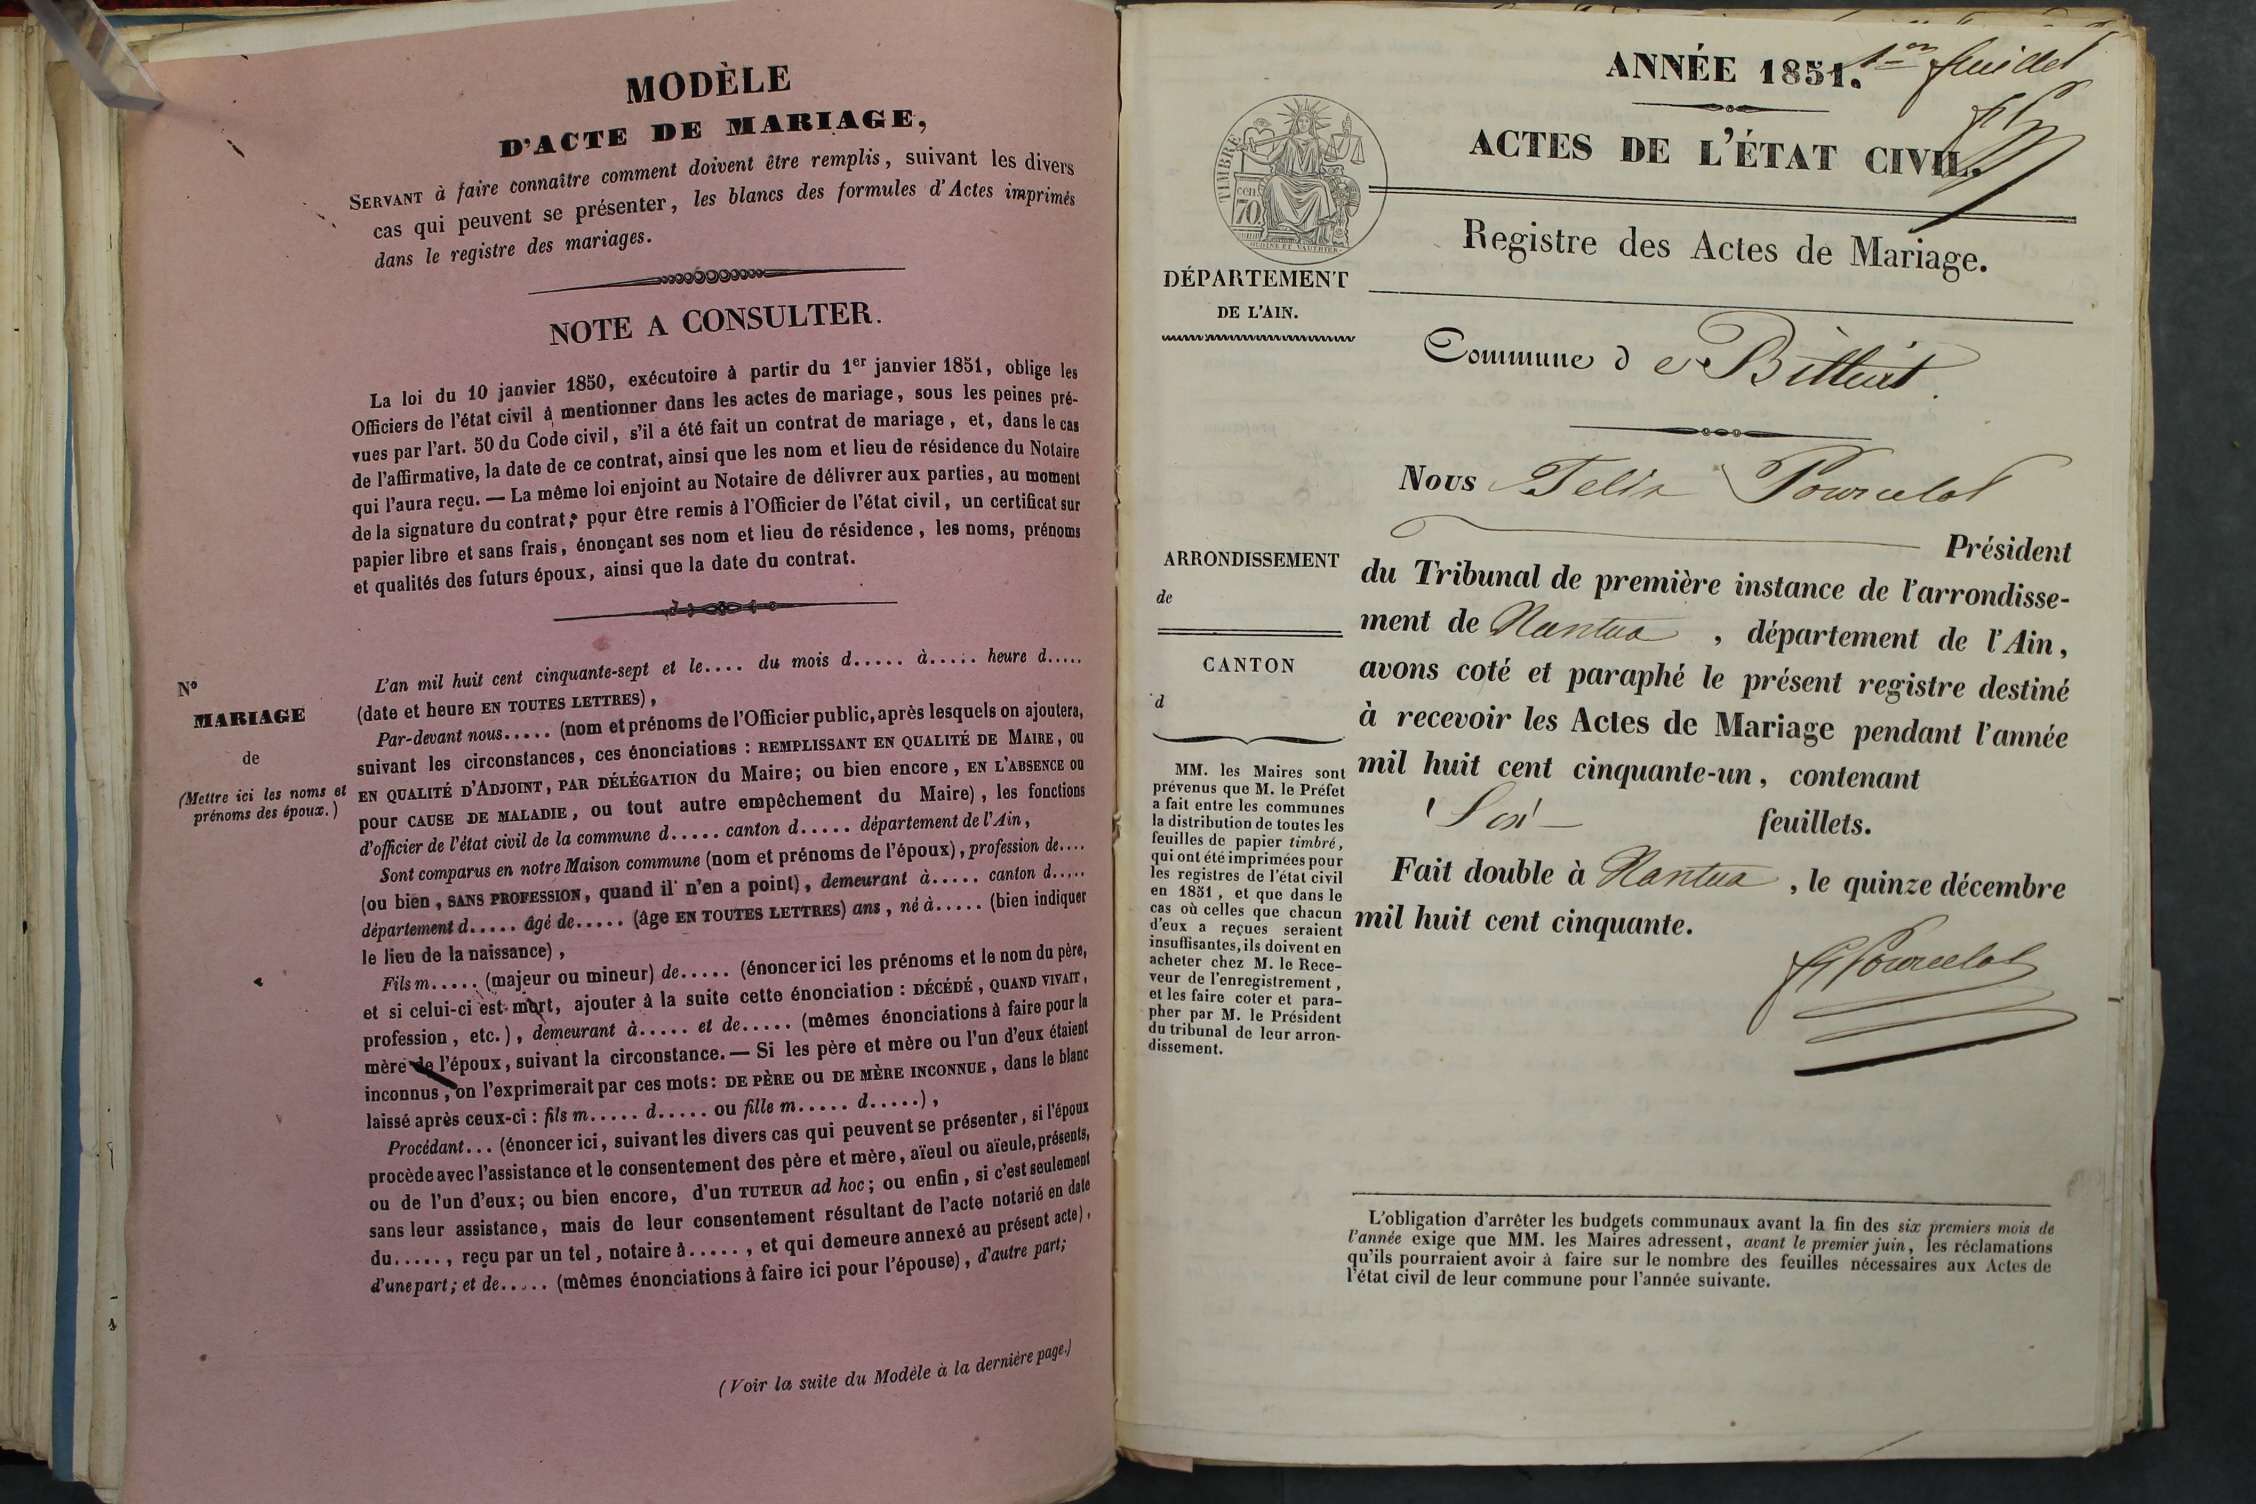 MODÈLE
D'ACTE DE MARIAGE,
SERVANT à faire connaître comment doivent être remplis, suivant les divers
cas qui peuvent se présenter, les blancs des formules d'Actes imprimés
dans le registre des mariages.
NOTE A CONSULTER.
La loi du 10 janvier 1850, exécutoire à partir du 1er janvier 1851, oblige les
Officiers de l'état civil à mentionner dans les actes de mariage, sous les peines pré-
vues par l'art. 50 du Code civil, s'il a été fait un contrat de mariage, et, dans le cas
de l'affirmative, la date de ce contrat, ainsi que les nom et lieu de résidence du Notaire
qui l'aura reçu. — La même loi enjoint au Notaire de délivrer aux parties, au moment
de la signature du contrat, pour être remis à l'Officier de l'état civil, un certificat sur
papier libre et sans frais, énonçant ses nom et lieu de résidence, les noms, prénoms
et qualités des futurs époux, ainsi que la date du contrat.
N°
MARIAGE
de
(Mettre ici les noms et
prénoms des époux.)
L'an mil huit cent cinquante-sept et le.... du mois d..... à..... heure d.....
(date et heure EN TOUTES LETTRES),
Par-devant nous..... (nom et prénoms de l'Officier public, après lesquels on ajoutera,
suivant les circonstances, ces énonciations : REMPLISSANT EN QUALITÉ DE MAIRE, OU
EN QUALITÉ D'ADJOINT, PAR DÉLÉGATION du Maire; ou bien encore, EN L'ABSENCE OU
pour CAUSE DE MALADIE, ou tout autre empêchement du Maire), les fonctions
d'officier de l'état civil de la commune d..... canton d..... département de l'Ain,
Sont comparus en notre Maison commune (nom et prénoms de l'époux), profession de....
(ou bien, SANS PROFESSION, quand il n'en a point), demeurant à..... canton d.....
département d..... âgé de..... (âge EN TOUTES LETTRES) ans, né à..... (bien indiquer
le lieu de la naissance),
Fils m..... (majeur ou mineur) de..... (énoncer ici les prénoms et le nom du père,
et si celui-ci est mort, ajouter à la suite cette énonciation : DÉCÉDÉ, QUAND VIVAIT,
profession, etc.), demeurant à..... et de..... (mêmes énonciations à faire pour la
mère de l'époux, suivant la circonstance. — Si les père et mère ou l'un d'eux étaient
inconnus, on l'exprimerait par ces mots : DE PÈRE OU DE MÈRE INCONNUE, dans le blanc
laissé après ceux-ci : fils m..... d..... ou fille m..... d.....),
Procédant... (énoncer ici, suivant les divers cas qui peuvent se présenter, si l'époux
procède avec l'assistance et le consentement des père et mère, aïeul ou aïeule, présents,
ou de l'un d'eux; ou bien encore, d'un TUTEUR ad hoc; ou enfin, si c'est seulement
sans leur assistance, mais de leur consentement résultant de l'acte notarié en date
du....., reçu par un tel, notaire à....., et qui demeure annexé au présent acte),
d'une part; et de..... (mêmes énonciations à faire ici pour l'épouse), d'autre part;
(Voir la suite du Modèle à la dernière page.)
1er feuillet
ANNÉE 1851.
ACTES DE L'ÉTAT CIVIL.
TIMBRE
cen.
70
Registre des Actes de Mariage.
DÉPARTEMENT
DE L'AIN.
Commune de Billiat
Nous Felix Pourcelot
Président
du Tribunal de première instance de l'arrondisse-
ment de Nantua, département de l'Ain,
avons coté et paraphé le présent registre destiné
à recevoir les Actes de Mariage pendant l'année
mil huit cent cinquante-un, contenant
Six feuillets.
Fait double à Nantua, le quinze décembre
mil huit cent cinquante.
Pourcelot
ARRONDISSEMENT
de
CANTON
d
MM. les Maires sont
prévenus que M. le Préfet
a fait entre les communes
la distribution de toutes les
feuilles de papier timbré,
qui ont été imprimées pour
les registres de l'état civil
en 1851, et que dans le
cas où celles que chacun
d'eux a reçues seraient
insuffisantes, ils doivent en
acheter chez M. le Rece-
veur de l'enregistrement,
et les faire coter et para-
pher par M. le Président
du tribunal de leur arron-
dissement.
L'obligation d'arrêter les budgets communaux avant la fin des six premiers mois de
l'année exige que MM. les Maires adressent, avant le premier juin, les réclamations
qu'ils pourraient avoir à faire sur le nombre des feuilles nécessaires aux Actes de
l'état civil de leur commune pour l'année suivante.